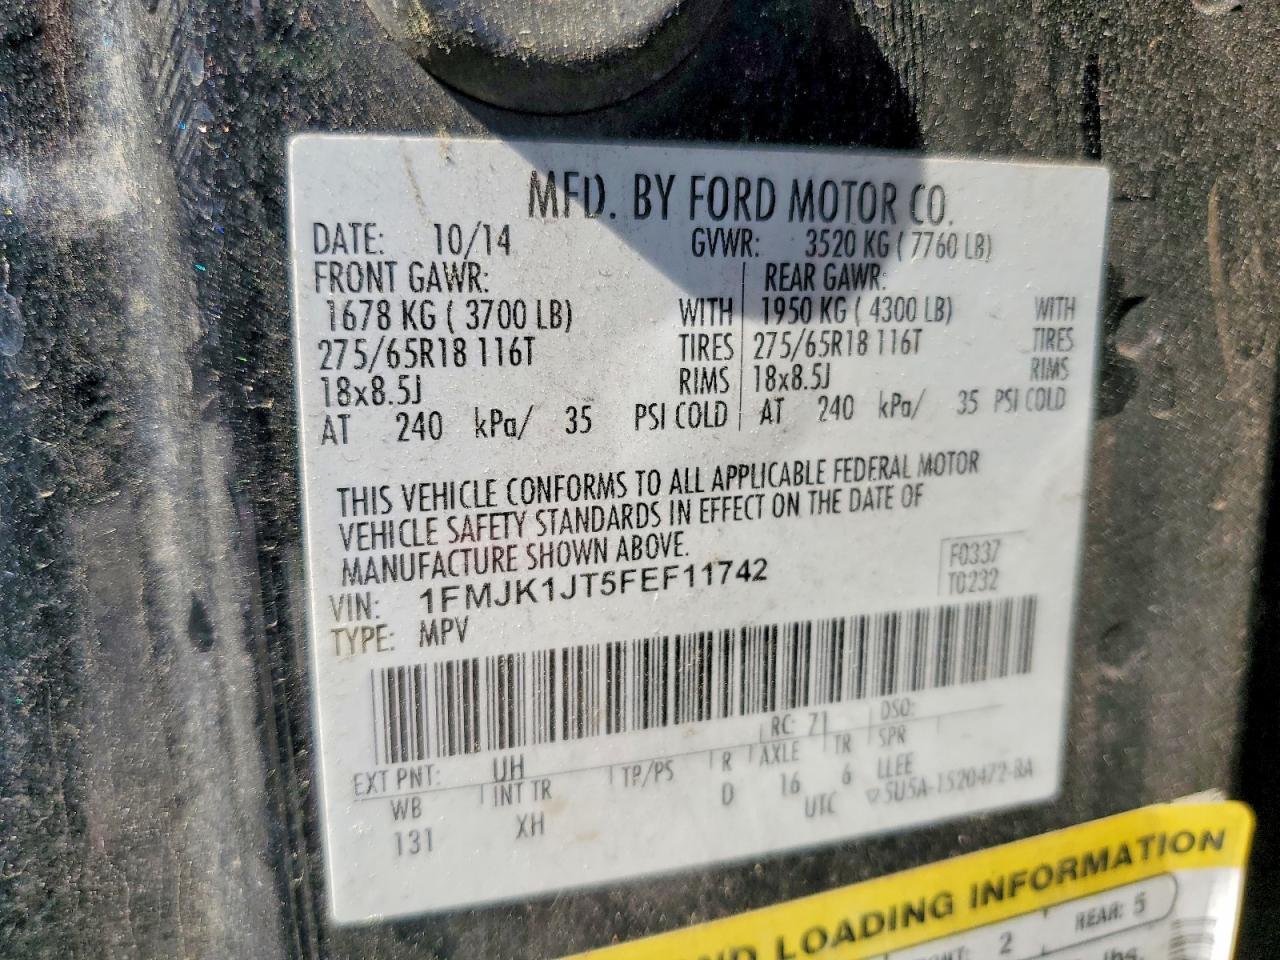 MFD. BY FORD MOTOR CO.
DATE: 10/14 GVWR: 3520 KG ( 7760 LB)
FRONT GAWR: REAR GAWR:
1678 KG ( 3700 LB) WITH 1950 KG ( 4300 LB) WITH
275/65R18 116T TIRES 275/65R18 116T TIRES
18x8.5J RIMS 18x8.5J RIMS
AT 240 kPa/ 35 PSI COLD AT 240 kPa/ 35 PSI COLD
THIS VEHICLE CONFORMS TO ALL APPLICABLE FEDERAL MOTOR
VEHICLE SAFETY STANDARDS IN EFFECT ON THE DATE OF
MANUFACTURE SHOWN ABOVE.
F0337
VIN: 1FMJK1JT5FEF11742 T0232
TYPE: MPV
EXT PNT: UH RC: 71 DSO:
WB INT TR TP/PS R AXLE TR SPR
131 XH D 16 6 LLEE
UTC ▽5U5A-1520472-BA
LOADING INFORMATION
2 REAR: 5
lbs.